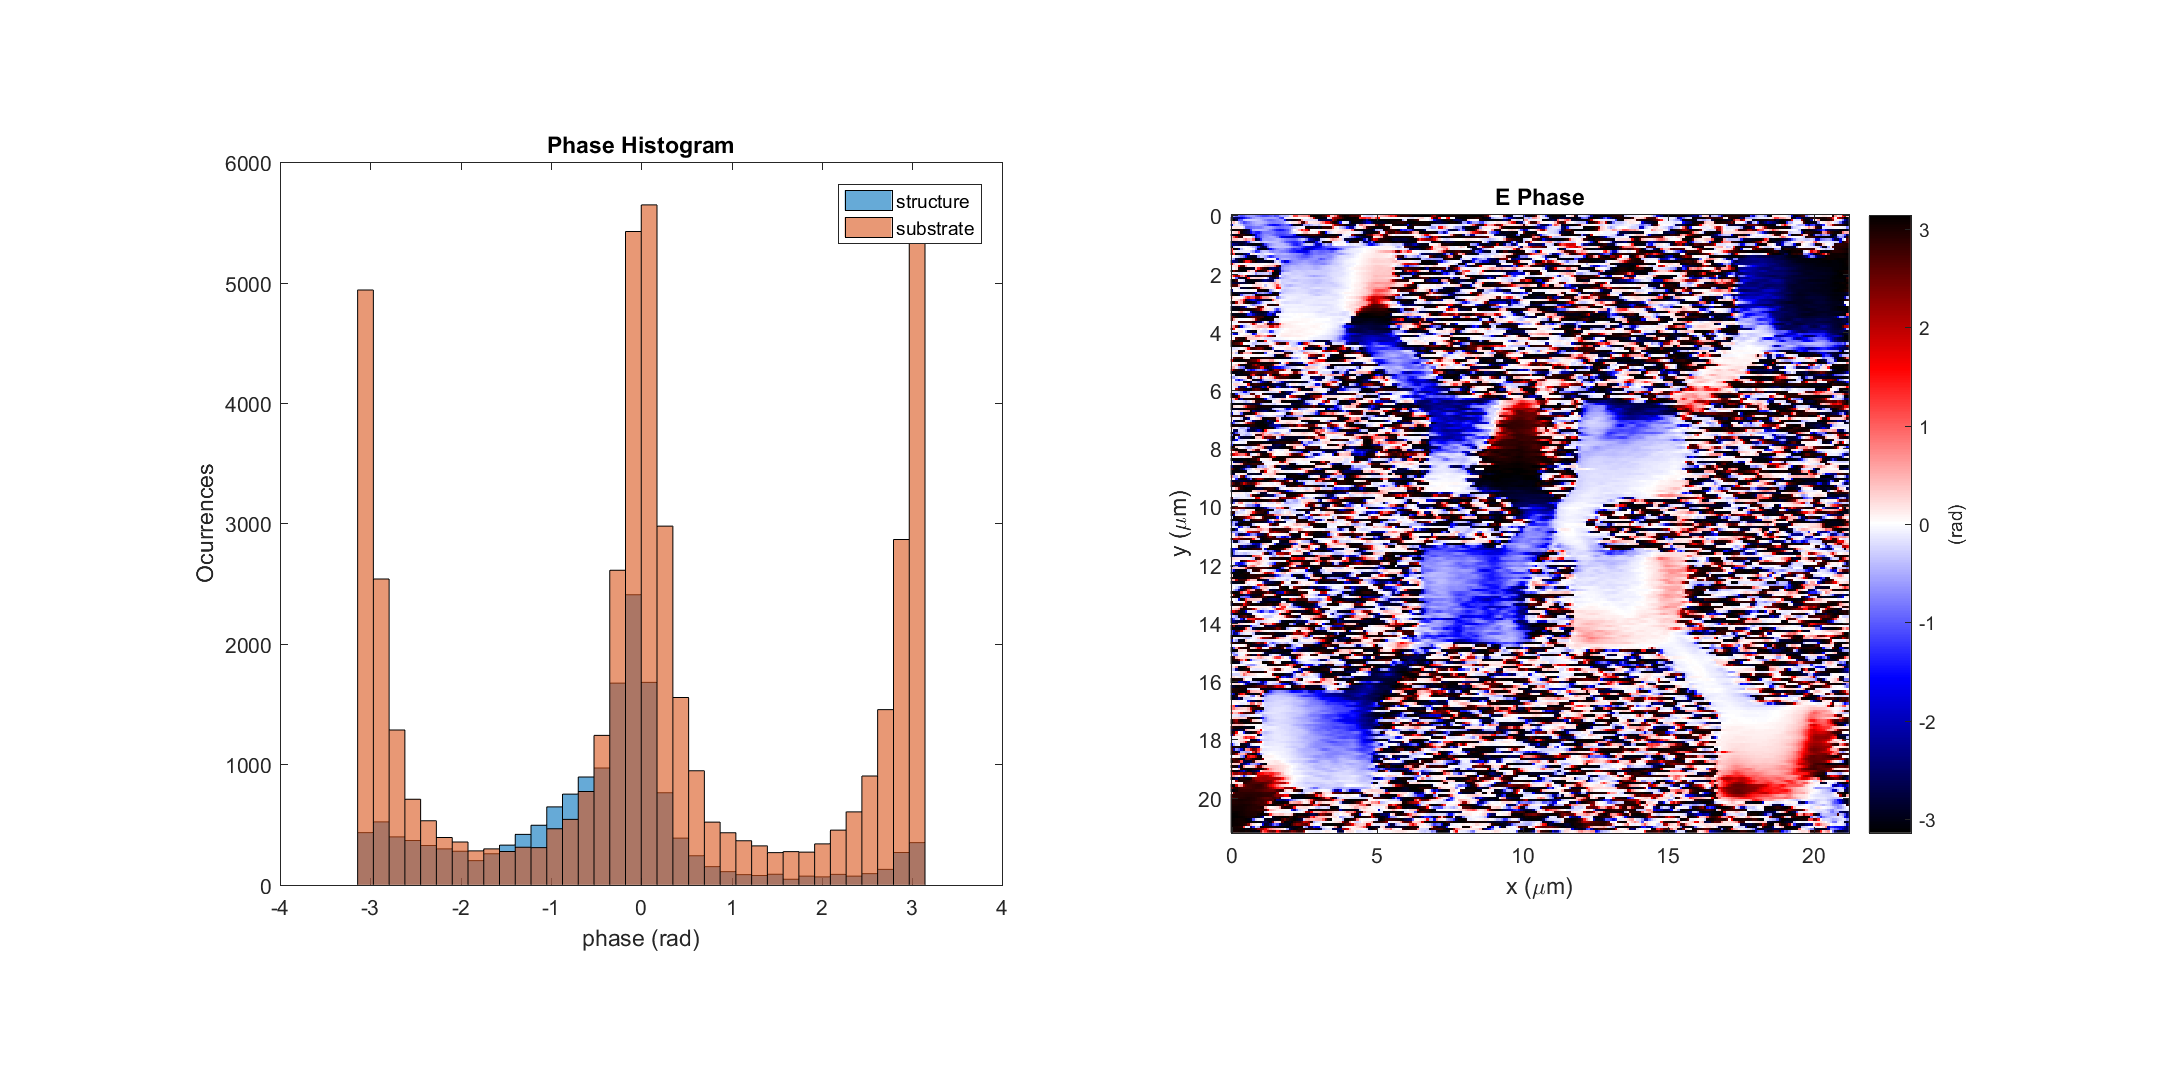 Phase Histogram
6000
5000
4000
3000
2000
1000
0
Ocurrences
-4 -3 -2 -1 0 1 2 3 4
phase (rad)
structure
substrate
E Phase
0
2
4
6
8
10
12
14
16
18
20
y (μm)
0 5 10 15 20
x (μm)
3
2
1
0
-1
-2
-3
(rad)